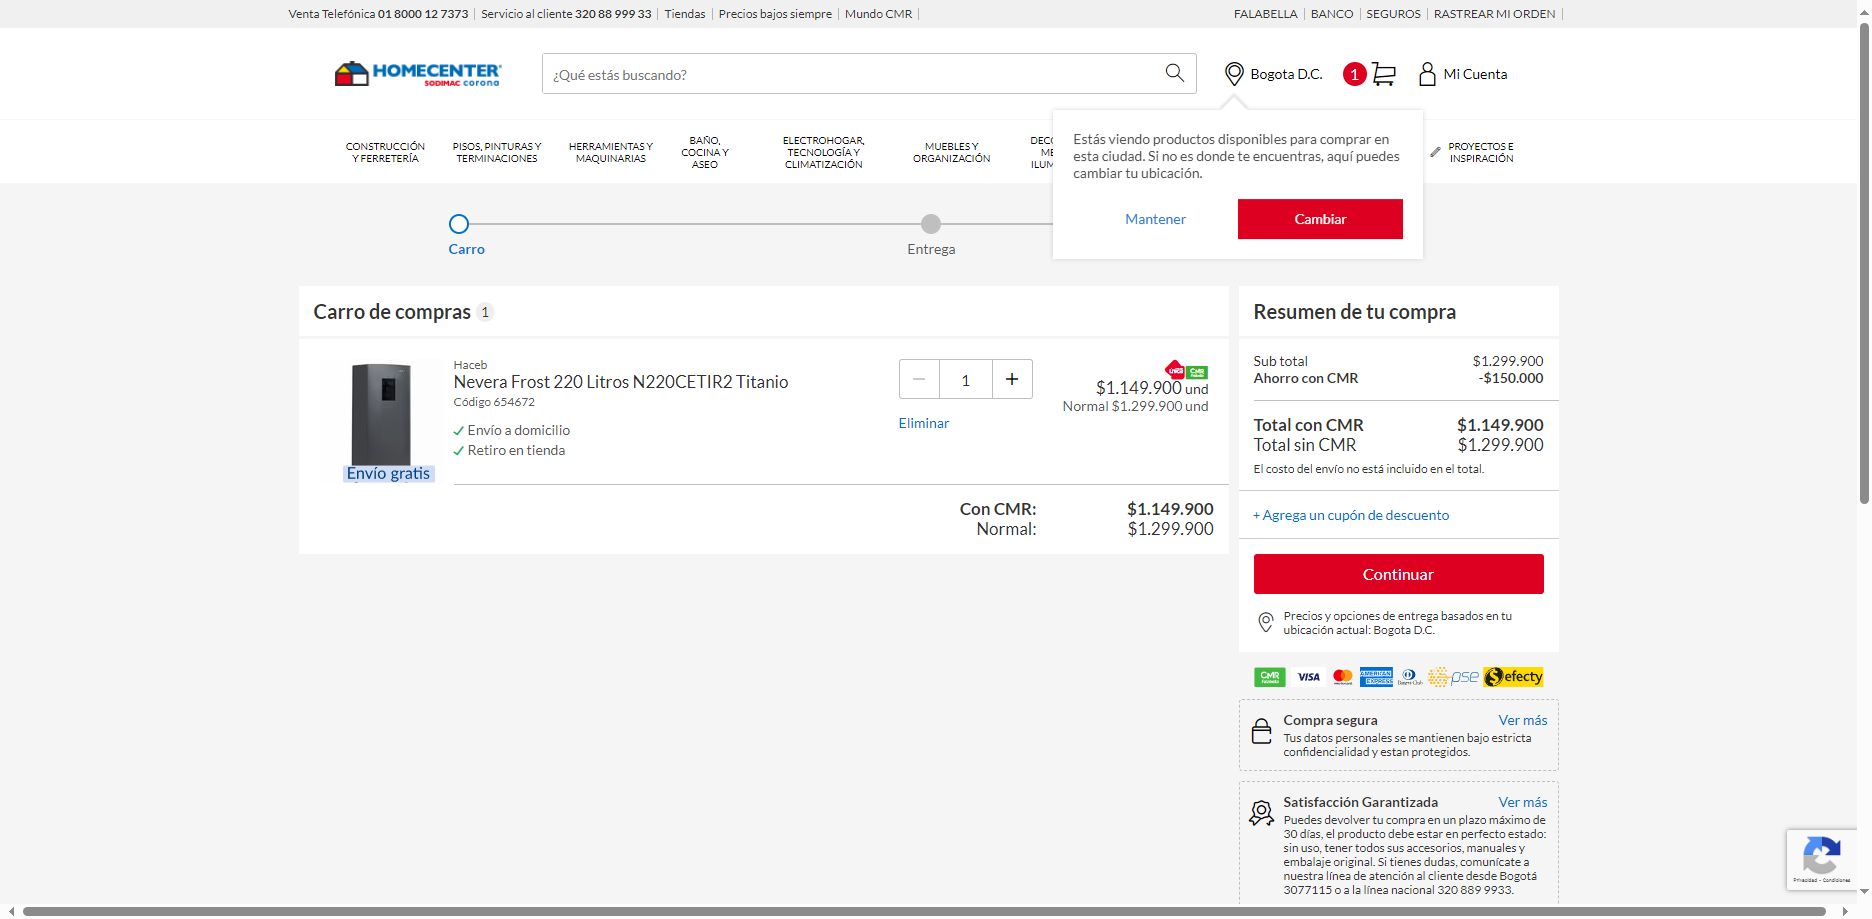 Venta Telefónica 01 8000 12 7373 Servicio al cliente 320 88 999 33 Tiendas Precios bajos siempre Mundo CMR
FALABELLA BANCO SEGUROS RASTREAR MI ORDEN
HOMECENTER
SODIMAC corona
¿Qué estás buscando?
Bogota D.C.
1
Mi Cuenta
CONSTRUCCIÓN
Y FERRETERÍA
PISOS, PINTURAS Y
TERMINACIONES
HERRAMIENTAS Y
MAQUINARIAS
BAÑO,
COCINA Y
ASEO
ELECTROHOGAR,
TECNOLOGÍA Y
CLIMATIZACIÓN
MUEBLES Y
ORGANIZACIÓN
PROYECTOS E
INSPIRACIÓN
Estás viendo productos disponibles para comprar en
esta ciudad. Si no es donde te encuentras, aquí puedes
cambiar tu ubicación.
Mantener
Cambiar
Carro
Entrega
Carro de compras 1
Haceb
Nevera Frost 220 Litros N220CETIR2 Titanio
Código 654672
Envío a domicilio
Retiro en tienda
Envío gratis
1
Eliminar
$1.149.900 und
Normal $1.299.900 und
Con CMR: $1.149.900
Normal: $1.299.900
Resumen de tu compra
Sub total $1.299.900
Ahorro con CMR -$150.000
Total con CMR $1.149.900
Total sin CMR $1.299.900
El costo del envío no está incluido en el total.
+ Agrega un cupón de descuento
Continuar
Precios y opciones de entrega basados en tu
ubicación actual: Bogota D.C.
CMR VISA AMERICAN EXPRESS pse efecty
Compra segura Ver más
Tus datos personales se mantienen bajo estricta
confidencialidad y estan protegidos.
Satisfacción Garantizada Ver más
Puedes devolver tu compra en un plazo máximo de
30 días, el producto debe estar en perfecto estado:
sin uso, tener todos sus accesorios, manuales y
embalaje original. Si tienes dudas, comunícate a
nuestra línea de atención al cliente desde Bogotá
3077115 o a la línea nacional 320 889 9933.
Privacidad - Condiciones